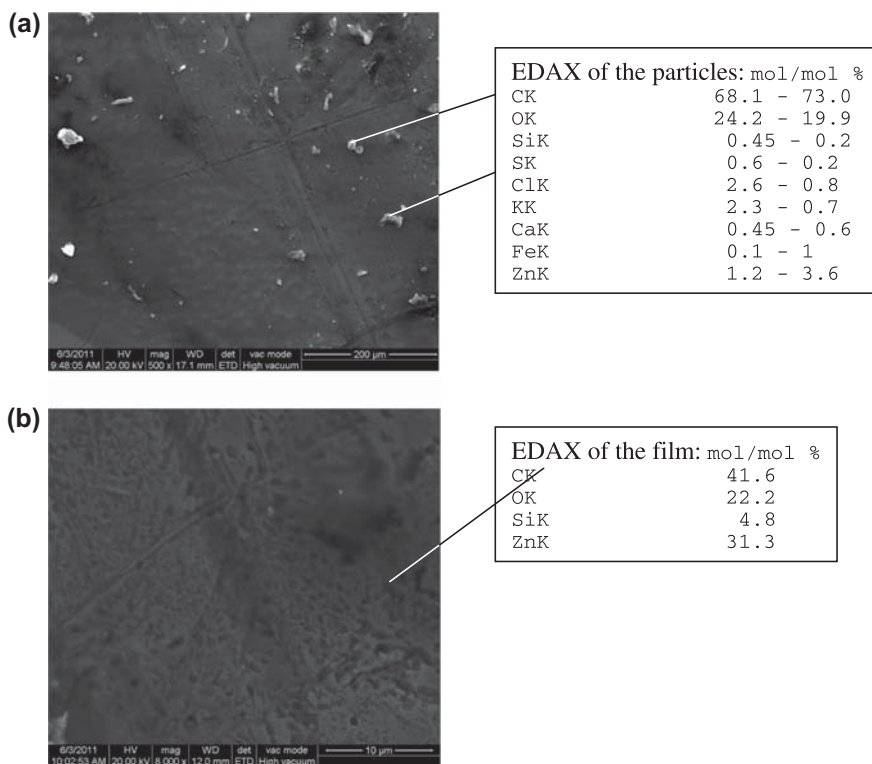 (a)
EDAX of the particles: mol/mol %
CK 68.1 - 73.0
OK 24.2 - 19.9
SiK 0.45 - 0.2
SK 0.6 - 0.2
ClK 2.6 - 0.8
KK 2.3 - 0.7
CaK 0.45 - 0.6
FeK 0.1 - 1
ZnK 1.2 - 3.6
6/3/2011 HV mag WD det vac mode 200 µm
9:48:05 AM 20.00 kV 500 x 17.1 mm ETD High vacuum
(b)
EDAX of the film: mol/mol %
CK 41.6
OK 22.2
SiK 4.8
ZnK 31.3
6/3/2011 HV mag WD det vac mode 10 µm
10:02:53 AM 20.00 kV 8 000 x 12.0 mm ETD High vacuum